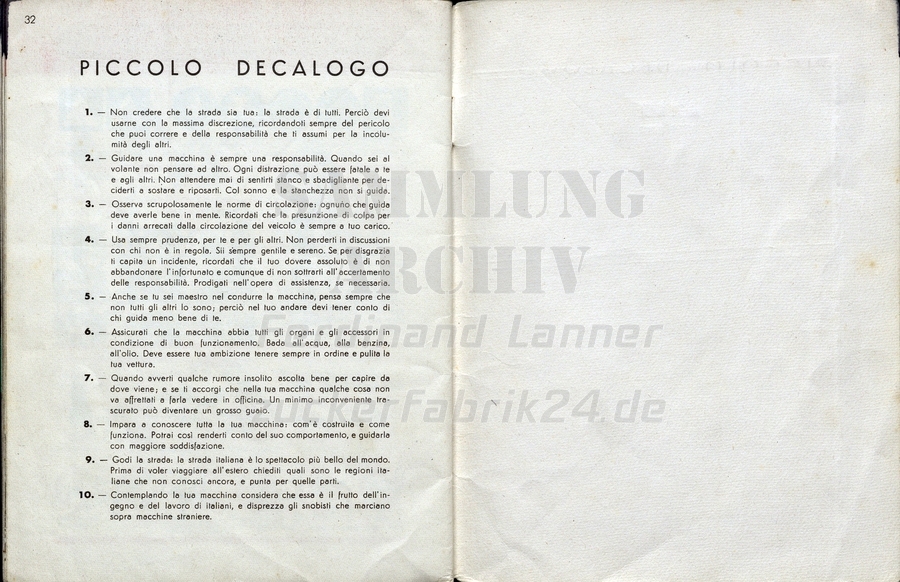 32
PICCOLO DECALOGO
1. — Non credere che la strada sia tua: la strada è di tutti. Perciò devi
usarne con la massima discrezione, ricordandoti sempre del pericolo
che puoi correre e della responsabilità che ti assumi per la incolu-
mità degli altri.
2. — Guidare una macchina è sempre una responsabilità. Quando sei al
volante non pensare ad altro. Ogni distrazione può essere fatale a te
e agli altri. Non attendere mai di sentirti stanco e sbadigliante per de-
ciderti a sostare e riposarti. Col sonno e la stanchezza non si guida.
3. — Osserva scrupolosamente le norme di circolazione: ognuno che guida
deve averle bene in mente. Ricordati che la presunzione di colpa per
i danni arrecati dalla circolazione del veicolo è sempre a tuo carico.
4. — Usa sempre prudenza, per te e per gli altri. Non perderti in discussioni
con chi non è in regola. Sii sempre gentile e sereno. Se per disgrazia
ti capita un incidente, ricordati che il tuo dovere assoluto è di non
abbandonare l'infortunato e comunque di non sottrarti all'accertamento
delle responsabilità. Prodigati nell'opera di assistenza, se necessaria.
5. — Anche se tu sei maestro nel condurre la macchina, pensa sempre che
non tutti gli altri lo sono; perciò nel tuo andare devi tener conto di
chi guida meno bene di te.
6. — Assicurati che la macchina abbia tutti gli organi e gli accessori in
condizione di buon funzionamento. Bada all'acqua, alla benzina,
all'olio. Deve essere tua ambizione tenere sempre in ordine e pulita la
tua vettura.
7. — Quando avverti qualche rumore insolito ascolta bene per capire da
dove viene; e se ti accorgi che nella tua macchina qualche cosa non
va affrettati a farla vedere in officina. Un minimo inconveniente tra-
scurato può diventare un grosso guaio.
8. — Impara a conoscere tutta la tua macchina: com'è costruita e come
funziona. Potrai così renderti conto del suo comportamento, e guidarla
con maggiore soddisfazione.
9. — Godi la strada: la strada italiana è lo spettacolo più bello del mondo.
Prima di voler viaggiare all'estero chiediti quali sono le regioni ita-
liane che non conosci ancora, e punta per quelle parti.
10. — Contemplando la tua macchina considera che essa è il frutto dell'in-
gegno e del lavoro di italiani, e disprezza gli snobisti che marciano
sopra macchine straniere.
SAMMLUNG
ARCHIV
Ferdinand Lanner
zuckerfabrik24.de